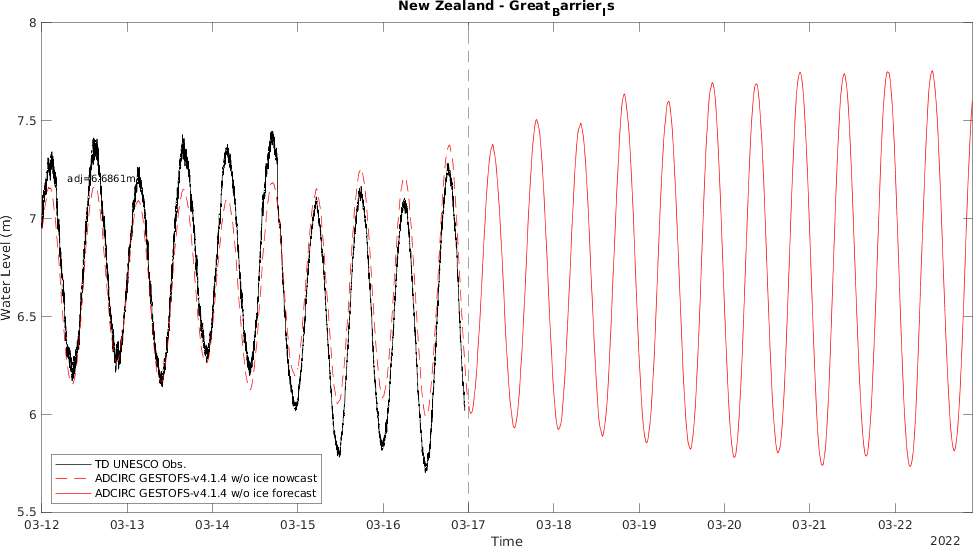 New Zealand - Great_Barrier_Is
8
7.5
7
6.5
6
5.5
Water Level (m)
adj=6.6861m
TD UNESCO Obs.
ADCIRC GESTOFS-v4.1.4 w/o ice nowcast
ADCIRC GESTOFS-v4.1.4 w/o ice forecast
03-12 03-13 03-14 03-15 03-16 03-17 03-18 03-19 03-20 03-21 03-22
Time
2022